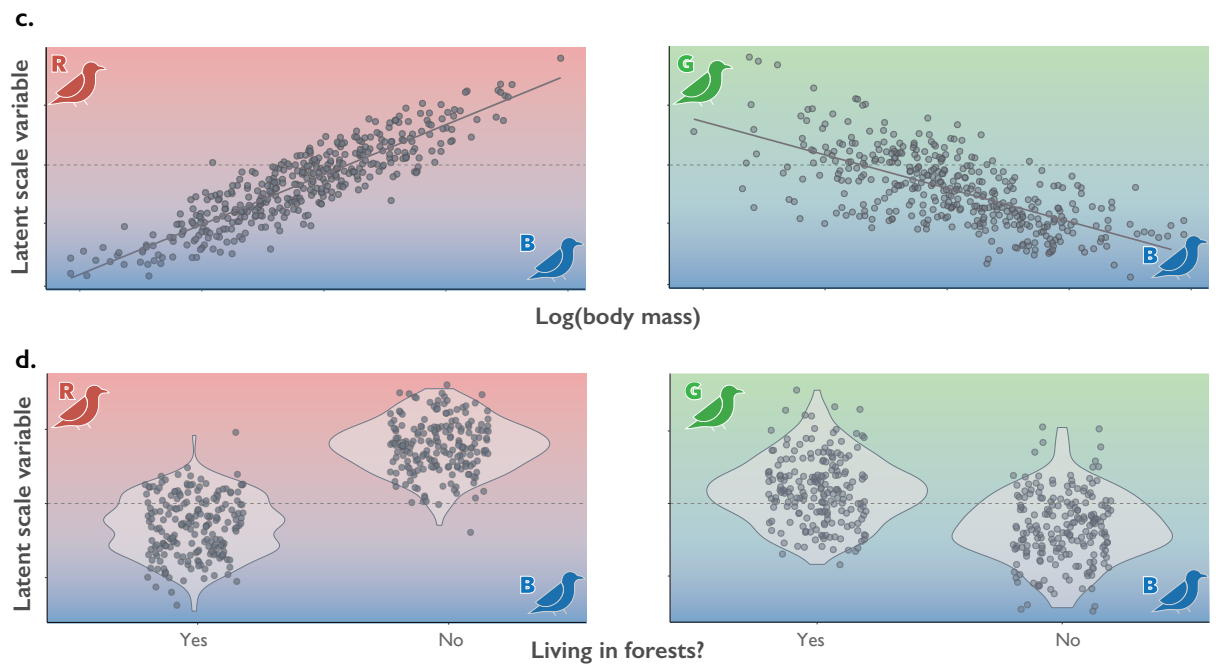 c.
R
G
Latent scale variable
B
B
Log(body mass)
d.
R
G
Latent scale variable
B
B
Yes
No
Yes
No
Living in forests?